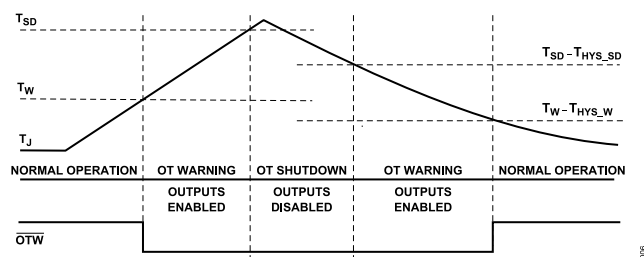 T_SD
T_SD – T_HYS_SD
T_W
T_W – T_HYS_W
T_J
NORMAL OPERATION OT WARNING OT SHUTDOWN OT WARNING NORMAL OPERATION
OUTPUTS ENABLED OUTPUTS DISABLED OUTPUTS ENABLED
OTW